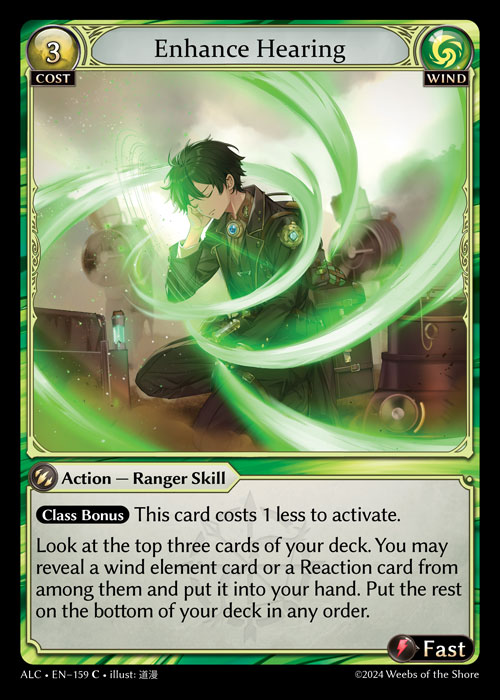 3
Enhance Hearing
COST
WIND
Action — Ranger Skill
Class Bonus This card costs 1 less to activate.
Look at the top three cards of your deck. You may
reveal a wind element card or a Reaction card from
among them and put it into your hand. Put the rest
on the bottom of your deck in any order.
Fast
ALC • EN–159 C • illust: 道漫
©2024 Weebs of the Shore